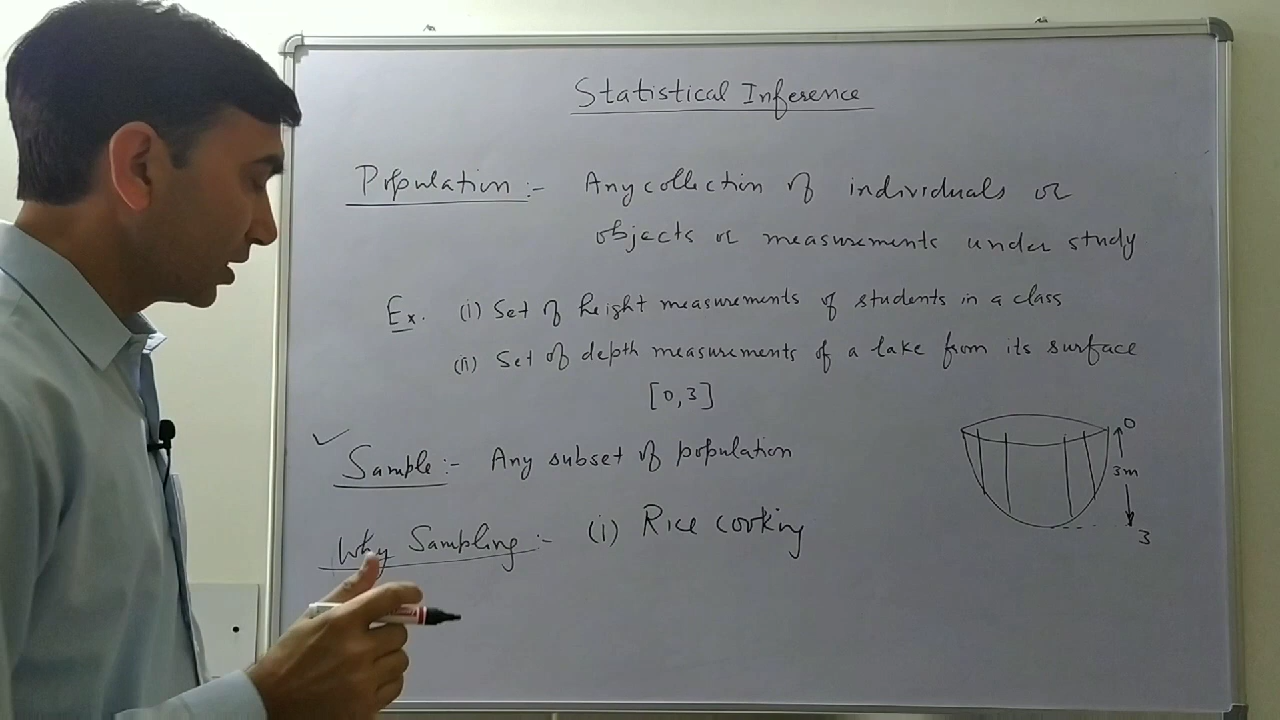 Statistical Inference
Population :- Any collection of individuals or
objects or measurements under study
Ex. (i) Set of height measurements of students in a class
(ii) Set of depth measurements of a lake from its surface
[0,3]
0
3m
3
Sample :- Any subset of population
Why Sampling :- (i) Rice cooking